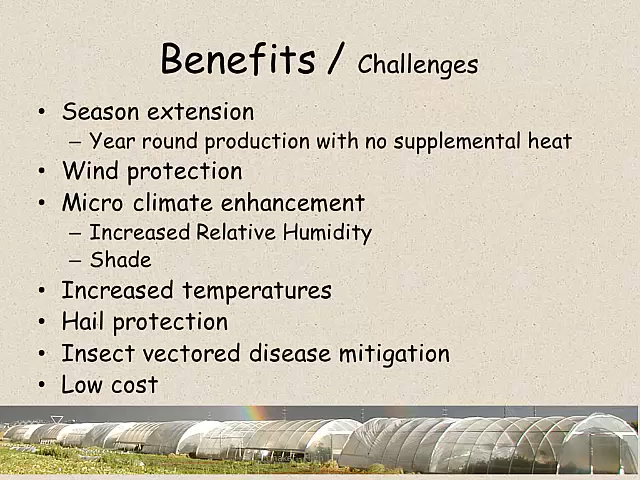 Benefits / Challenges
• Season extension
– Year round production with no supplemental heat
• Wind protection
• Micro climate enhancement
– Increased Relative Humidity
– Shade
• Increased temperatures
• Hail protection
• Insect vectored disease mitigation
• Low cost